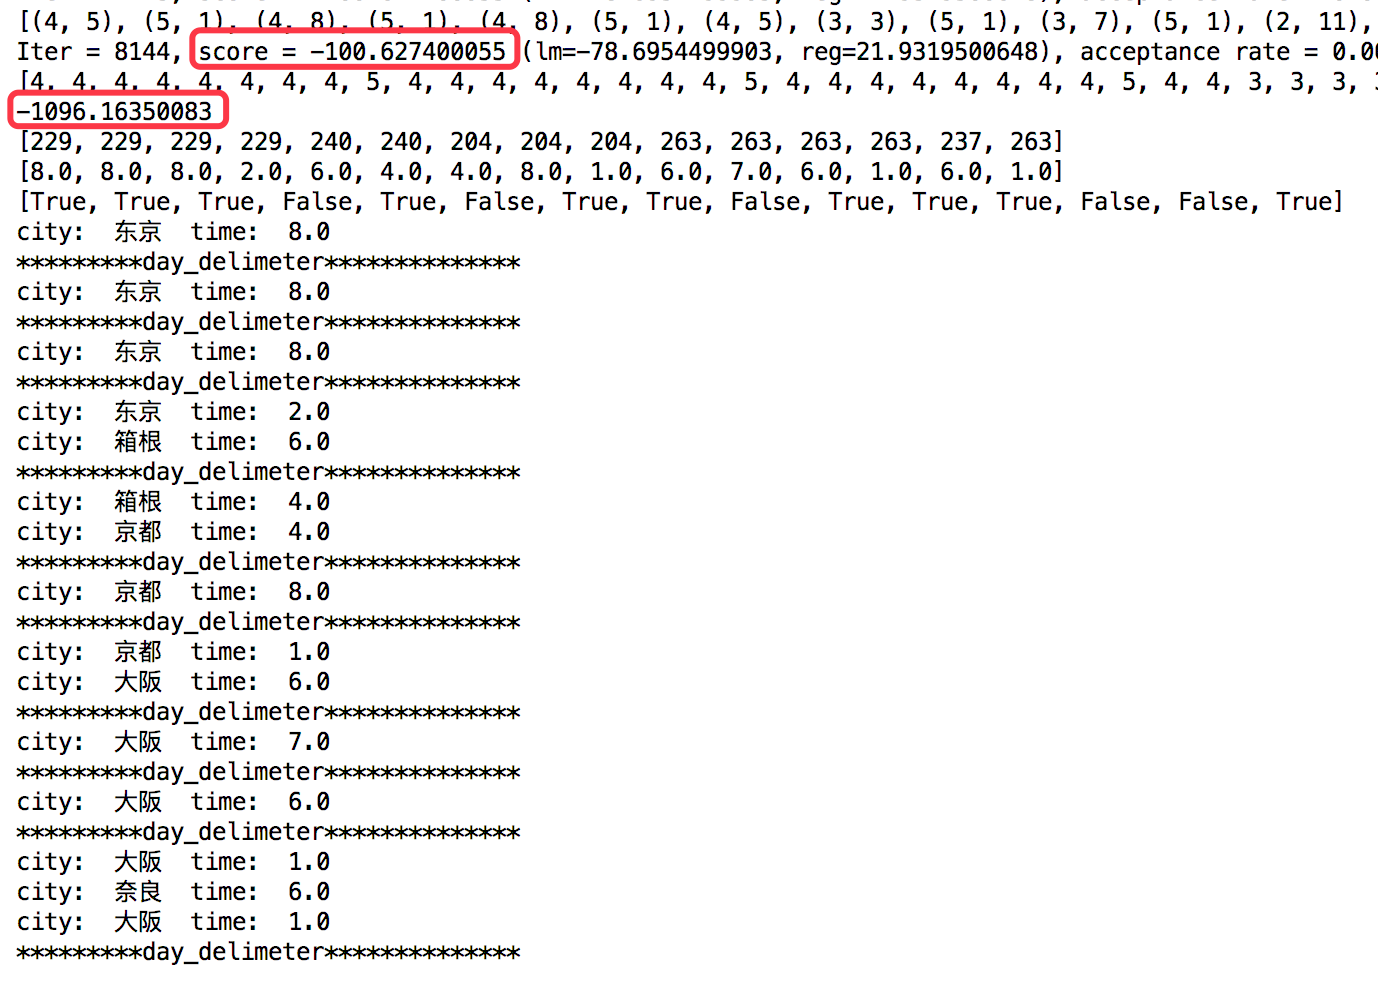 [(4, 5), (5, 1), (4, 8), (5, 1), (4, 8), (5, 1), (4, 5), (3, 3), (5, 1), (3, 7), (5, 1), (2, 11),
Iter = 8144, score = -100.627400055 (lm=-78.6954499903, reg=21.9319500648), acceptance rate = 0.00
[4, 4, 4, 4, 4, 4, 4, 4, 5, 4, 4, 4, 4, 4, 4, 4, 4, 5, 4, 4, 4, 4, 4, 4, 4, 4, 5, 4, 4, 3, 3, 3,
-1096.16350083
[229, 229, 229, 229, 240, 240, 204, 204, 204, 263, 263, 263, 263, 237, 263]
[8.0, 8.0, 8.0, 2.0, 6.0, 4.0, 4.0, 8.0, 1.0, 6.0, 7.0, 6.0, 1.0, 6.0, 1.0]
[True, True, True, False, True, False, True, True, False, True, True, True, False, False, True]
city: 东京 time: 8.0
*********day_delimeter**************
city: 东京 time: 8.0
*********day_delimeter**************
city: 东京 time: 8.0
*********day_delimeter**************
city: 东京 time: 2.0
city: 箱根 time: 6.0
*********day_delimeter**************
city: 箱根 time: 4.0
city: 京都 time: 4.0
*********day_delimeter**************
city: 京都 time: 8.0
*********day_delimeter**************
city: 京都 time: 1.0
city: 大阪 time: 6.0
*********day_delimeter**************
city: 大阪 time: 7.0
*********day_delimeter**************
city: 大阪 time: 6.0
*********day_delimeter**************
city: 大阪 time: 1.0
city: 奈良 time: 6.0
city: 大阪 time: 1.0
*********day_delimeter**************